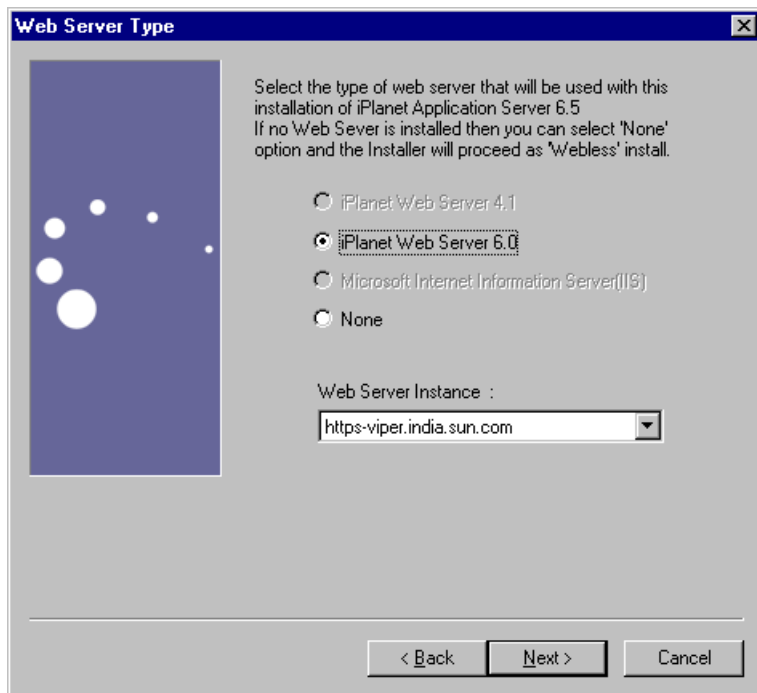 Web Server Type
Select the type of web server that will be used with this
installation of iPlanet Application Server 6.5
If no Web Sever is installed then you can select 'None'
option and the Installer will proceed as 'Webless' install.
iPlanet Web Server 4.1
iPlanet Web Server 6.0
Microsoft Internet Information Server(IIS)
None
Web Server Instance :
https-viper.india.sun.com
< Back
Next >
Cancel